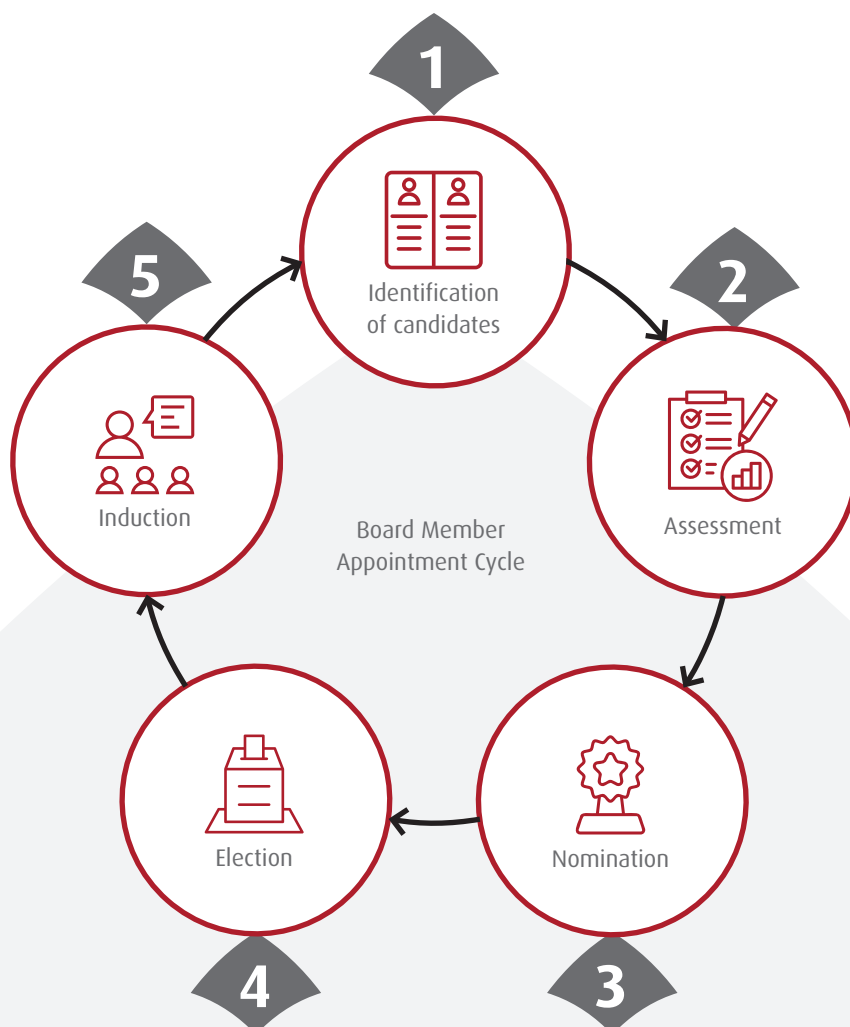 1
Identification
of candidates
2
Assessment
3
Nomination
4
Election
5
Induction
Board Member
Appointment Cycle